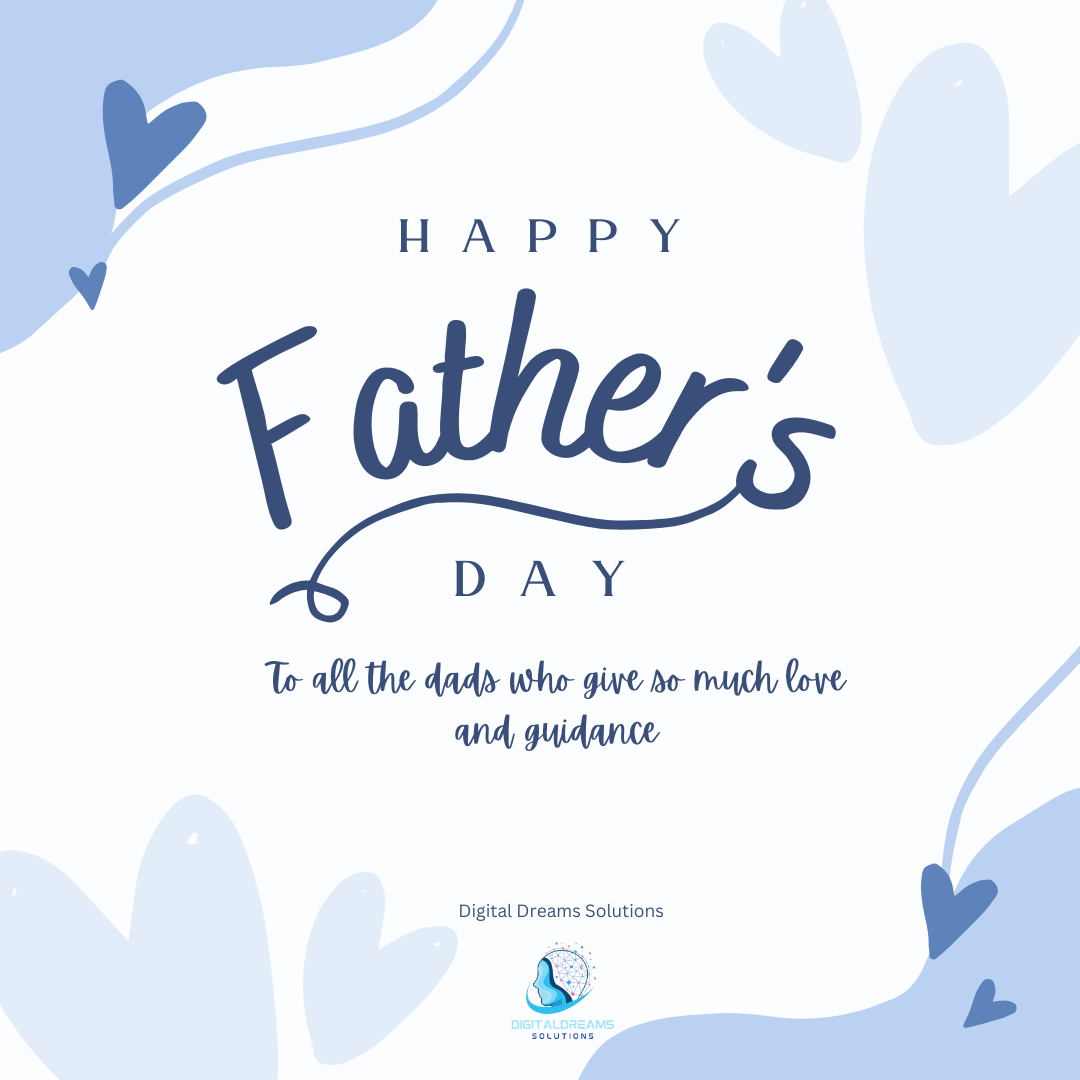 HAPPY
Father's
DAY
To all the dads who give so much love
and guidance
Digital Dreams Solutions
DIGITALDREAMS
SOLUTIONS